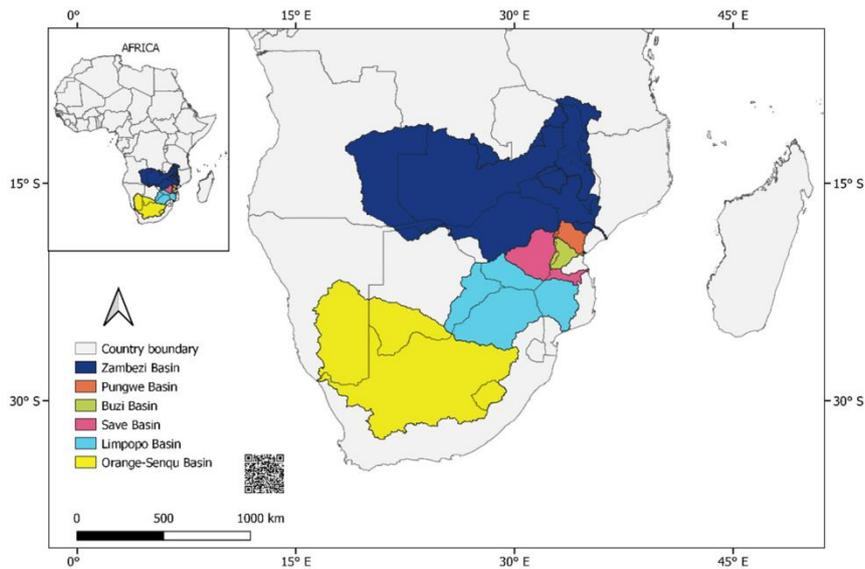 0° 15° E 30° E 45° E
AFRICA
15° S 15° S
Country boundary
Zambezi Basin
Pungwe Basin
Buzi Basin
Save Basin
Limpopo Basin
Orange-Senqu Basin
30° S 30° S
0 500 1000 km
0° 15° E 30° E 45° E